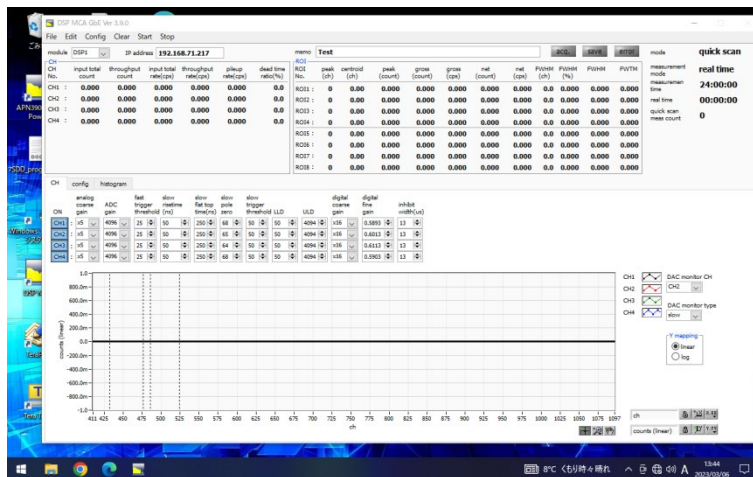 DSP MCA GbE Ver 3.9.0
File Edit Config Clear Start Stop
module DSP1 IP address 192.168.71.217 memo Test acq. save error mode quick scan
measurement mode real time
measuremen time 24:00:00
real time 00:00:00
quick scan meas count 0
CH
CH No. input total count throughput count input total rate(cps) throughput rate(cps) pileup rate(cps) dead time ratio(%)
CH1 : 0.000 0.000 0.000 0.000 0.000 0.0
CH2 : 0.000 0.000 0.000 0.000 0.000 0.0
CH3 : 0.000 0.000 0.000 0.000 0.000 0.0
CH4 : 0.000 0.000 0.000 0.000 0.000 0.0
ROI
ROI No. peak (ch) centroid (ch) peak (count) gross (count) gross (cps) net (count) net (cps) FWHM (ch) FWHM (%) FWHM FWTM
ROI1 : 0 0.00 0.000 0.000 0.000 0.000 0.000 0.0 0.000 0.000 0.000
ROI2 : 0 0.00 0.000 0.000 0.000 0.000 0.000 0.0 0.000 0.000 0.000
ROI3 : 0 0.00 0.000 0.000 0.000 0.000 0.000 0.0 0.000 0.000 0.000
ROI4 : 0 0.00 0.000 0.000 0.000 0.000 0.000 0.0 0.000 0.000 0.000
ROI5 : 0 0.00 0.000 0.000 0.000 0.000 0.000 0.0 0.000 0.000 0.000
ROI6 : 0 0.00 0.000 0.000 0.000 0.000 0.000 0.0 0.000 0.000 0.000
ROI7 : 0 0.00 0.000 0.000 0.000 0.000 0.000 0.0 0.000 0.000 0.000
ROI8 : 0 0.00 0.000 0.000 0.000 0.000 0.000 0.0 0.000 0.000 0.000
CH config histogram
ON analog coarse gain ADC gain fast trigger threshold slow risetime (ns) slow flat top time(ns) slow pole zero slow trigger threshold LLD ULD digital coarse gain digital fine gain inhibit width(us)
CH1 : x5 4096 25 50 250 68 50 50 4094 x16 0.5893 13
CH2 : x5 4096 25 50 250 64 50 50 4094 x16 0.6013 13
CH3 : x5 4096 25 50 250 65 50 50 4094 x16 0.6113 13
CH4 : x5 4096 25 50 250 68 50 50 4094 x16 0.5903 13
counts (linear)
1.0
800.0m
600.0m
400.0m
200.0m
0.0
-200.0m
-400.0m
-600.0m
-800.0m
-1.0
411 425 450 475 500 525 550 575 600 625 650 675 700 725 750 775 800 825 850 875 900 925 950 975 1000 1025 1050 1075 1097
ch
CH1
CH2
CH3
CH4
DAC monitor CH
CH2
DAC monitor type
slow
Y mapping
linear
log
ch
counts (linear)
8°C くもり時々晴れ A 13:44
2023/03/06